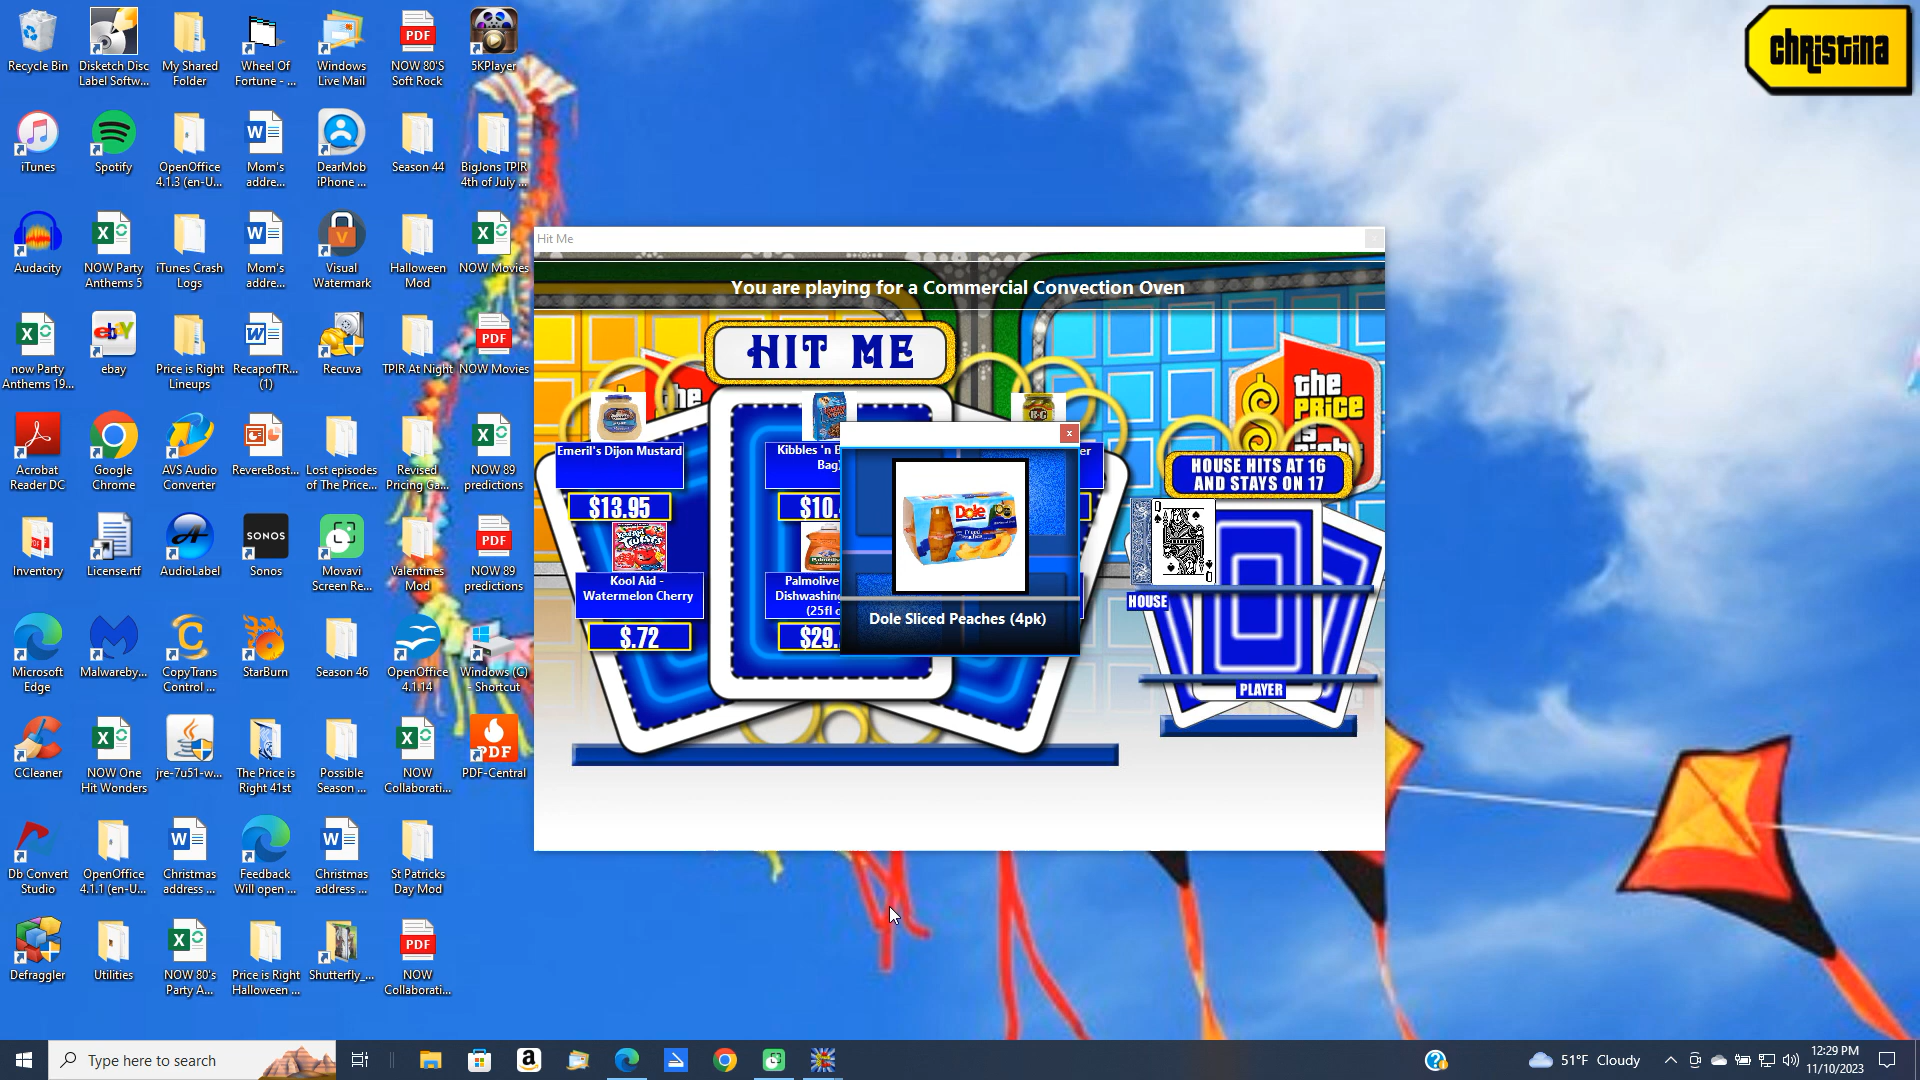 Recycle Bin
Disketch Disc
Label Softw...
My Shared
Folder
Wheel Of
Fortune - ...
Windows
Live Mail
NOW 80'S
Soft Rock
5KPlayer
iTunes
Spotify
OpenOffice
4.1.3 (en-U...
Mom's
addre...
DearMob
iPhone ...
Season 44
BigJons TPIR
4th of July ...
Audacity
NOW Party
Anthems 5
iTunes Crash
Logs
Mom's
addre...
Visual
Watermark
Halloween
Mod
NOW Movies
now Party
Anthems 19...
ebay
Price is Right
Lineups
RecapofTR...
(1)
Recuva
TPIR At Night
NOW Movies
Acrobat
Reader DC
Google
Chrome
AVS Audio
Converter
RevereBost...
Lost episodes
of The Price...
Revised
Pricing Ga...
NOW 89
predictions
Inventory
License.rtf
AudioLabel
SONOS
Sonos
Movavi
Screen Re...
Valentines
Mod
NOW 89
predictions
Microsoft
Edge
Malwareby...
CopyTrans
Control ...
StarBurn
Season 46
OpenOffice
4.1.14
Windows (C)
- Shortcut
CCleaner
NOW One
Hit Wonders
jre-7u51-w...
The Price is
Right 41st
Possible
Season ...
NOW
Collaborati...
PDF-Central
Db Convert
Studio
OpenOffice
4.1.1 (en-U...
Christmas
address ...
Feedback
Will open ...
Christmas
address ...
St Patricks
Day Mod
Defraggler
Utilities
NOW 80's
Party A...
Price is Right
Halloween ...
Shutterfly_...
NOW
Collaborati...
christina
Hit Me
You are playing for a Commercial Convection Oven
HIT ME
the
PRiCE
is
Right
Emeril's Dijon Mustard
$13.95
Kool Aid -
Watermelon Cherry
$.72
Kibbles 'n B
Bag)
$10.
Palmolive
Dishwashing
(25fl o
$29.
Dole
Dole Sliced Peaches (4pk)
HOUSE HITS AT 16
AND STAYS ON 17
Q
HOUSE
PLAYER
Type here to search
51°F Cloudy
12:29 PM
11/10/2023